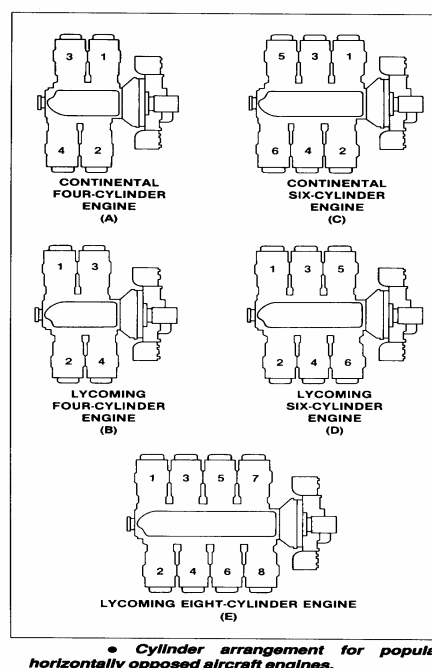 3 1
5 3 1
4 2
6 4 2
CONTINENTAL
FOUR-CYLINDER
ENGINE
(A)
CONTINENTAL
SIX-CYLINDER
ENGINE
(C)
1 3
1 3 5
2 4
2 4 6
LYCOMING
FOUR-CYLINDER
ENGINE
(B)
LYCOMING
SIX-CYLINDER
ENGINE
(D)
1 3 5 7
2 4 6 8
LYCOMING EIGHT-CYLINDER ENGINE
(E)
• Cylinder arrangement for popula
horizontally opposed aircraft engines.